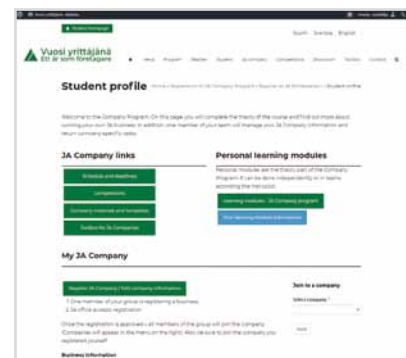 Student homepage
Suomi Svenska English
Vuosi yrittäjänä
Ett år som företagare
Student profile
Welcome to the Company Program. On this page you will complete the theory of the course and find out more about
running your own JA business. In addition, one member of your team will manage your JA Company information and
return company specific tasks.
JA Company links
Personal learning modules
Schedule and deadlines
Competitions
Company materials and templates
Toolbox for JA Companies
Personal modules are the theory part of the Company
Program. It can be done independently or in teams
according the
Learning modules - JA Company program
Your learning module submissions
My JA Company
Register JA Company / Edit company information
1. One member of your group is registering a business.
2. JA office accepts registration
Once the registration is approved - all members of the group will join the company
(Companies will appear in the menu on the right). Also be sure to join the company you
registered yourself!
Business information
Join to a company
Select company *